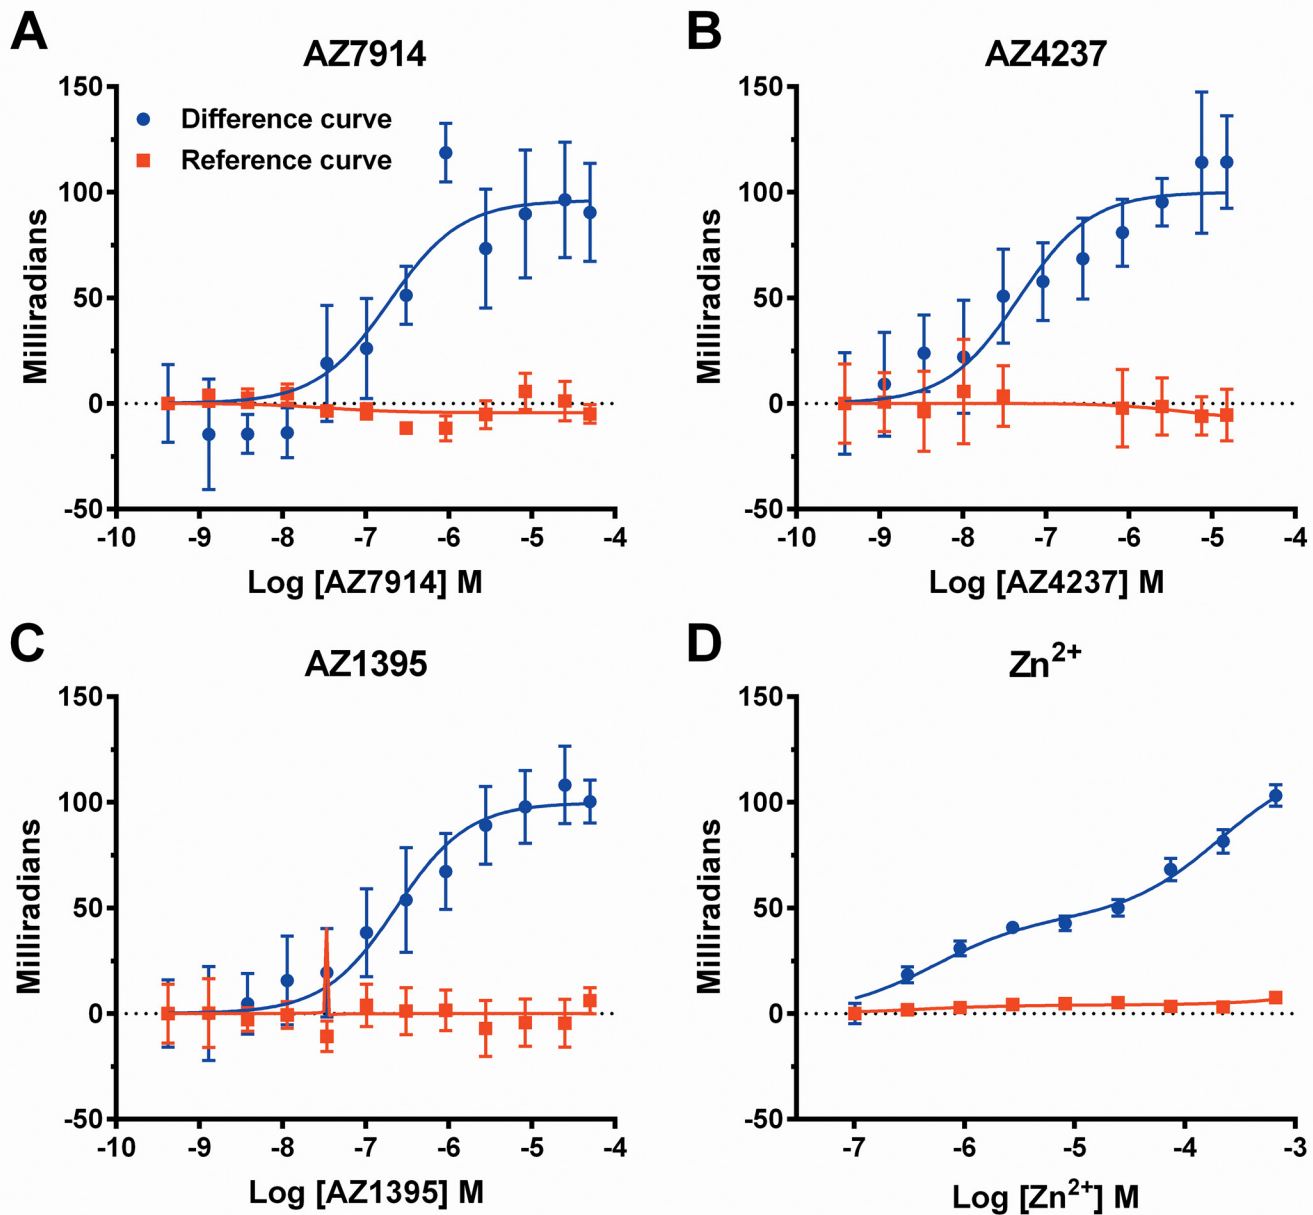 A
AZ7914
150
100
50
0
-50
Milliradians
Difference curve
Reference curve
-10 -9 -8 -7 -6 -5 -4
Log [AZ7914] M
B
AZ4237
150
100
50
0
-50
Milliradians
-10 -9 -8 -7 -6 -5 -4
Log [AZ4237] M
C
AZ1395
150
100
50
0
-50
Milliradians
-10 -9 -8 -7 -6 -5 -4
Log [AZ1395] M
D
Zn²⁺
150
100
50
0
-50
Milliradians
-7 -6 -5 -4 -3
Log [Zn²⁺] M